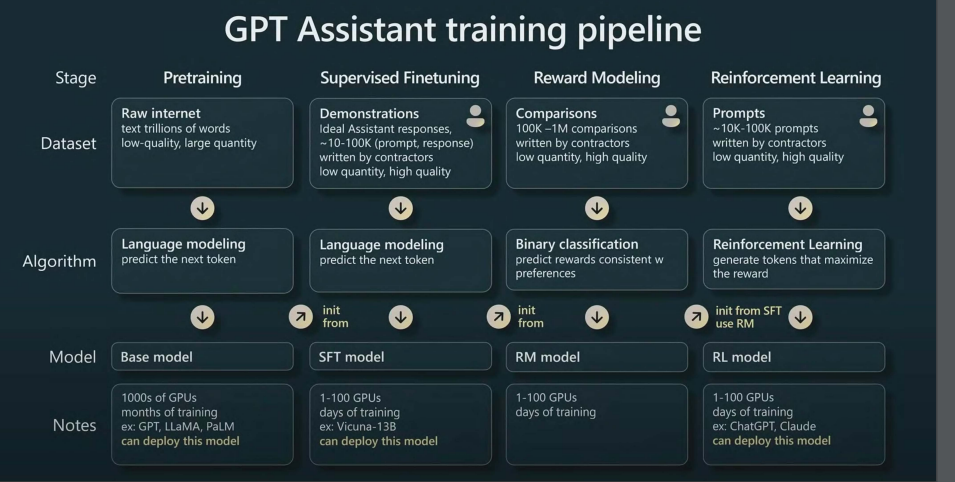 GPT Assistant training pipeline
Stage
Pretraining
Supervised Finetuning
Reward Modeling
Reinforcement Learning
Dataset
Raw internet
text trillions of words
low-quality, large quantity
Demonstrations
Ideal Assistant responses,
~10-100K (prompt, response)
written by contractors
low quantity, high quality
Comparisons
100K –1M comparisons
written by contractors
low quantity, high quality
Prompts
~10K-100K prompts
written by contractors
low quantity, high quality
Algorithm
Language modeling
predict the next token
Language modeling
predict the next token
Binary classification
predict rewards consistent w
preferences
Reinforcement Learning
generate tokens that maximize
the reward
init
from
init
from
init from SFT
use RM
Model
Base model
SFT model
RM model
RL model
Notes
1000s of GPUs
months of training
ex: GPT, LLaMA, PaLM
can deploy this model
1-100 GPUs
days of training
ex: Vicuna-13B
can deploy this model
1-100 GPUs
days of training
1-100 GPUs
days of training
ex: ChatGPT, Claude
can deploy this model